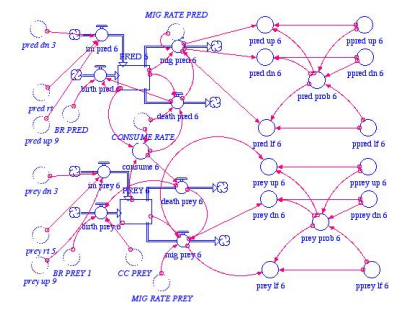 MIG RATE PRED
pred dn 3
im pred 6
PRED 6
mig pred 6
pred up 6
ppred up 6
pred dn 6
ppred dn 6
pred prob 6
pred rt
birth pred 6
pred up 9
BR PRED
death pred 6
CONSUME RATE
pred lf 6
ppred lf 6
consume 6
prey dn 3
im prey 6
PREY 6
death prey 6
prey up 6
pprey up 6
prey dn 6
pprey dn 6
prey prob 6
birth prey 6
prey rt 5
mig prey 6
prey up 9
BR PREY 1
CC PREY
MIG RATE PREY
prey lf 6
pprey lf 6